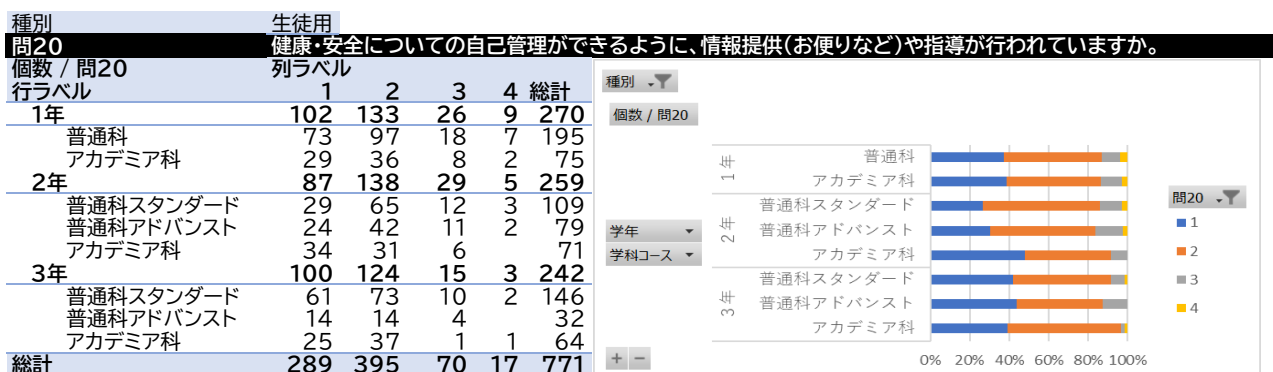 種別 生徒用
問20 健康・安全についての自己管理ができるように、情報提供(お便りなど)や指導が行われていますか。
個数 / 問20 列ラベル
行ラベル 1 2 3 4 総計
1年 102 133 26 9 270
普通科 73 97 18 7 195
アカデミア科 29 36 8 2 75
2年 87 138 29 5 259
普通科スタンダード 29 65 12 3 109
普通科アドバンスト 24 42 11 2 79
アカデミア科 34 31 6 71
3年 100 124 15 3 242
普通科スタンダード 61 73 10 2 146
普通科アドバンスト 14 14 4 32
アカデミア科 25 37 1 1 64
総計 289 395 70 17 771
種別
個数 / 問20
学年
学科コース
1年
普通科
アカデミア科
2年
普通科スタンダード
普通科アドバンスト
アカデミア科
3年
普通科スタンダード
普通科アドバンスト
アカデミア科
0% 20% 40% 60% 80% 100%
問20
1
2
3
4
+ −